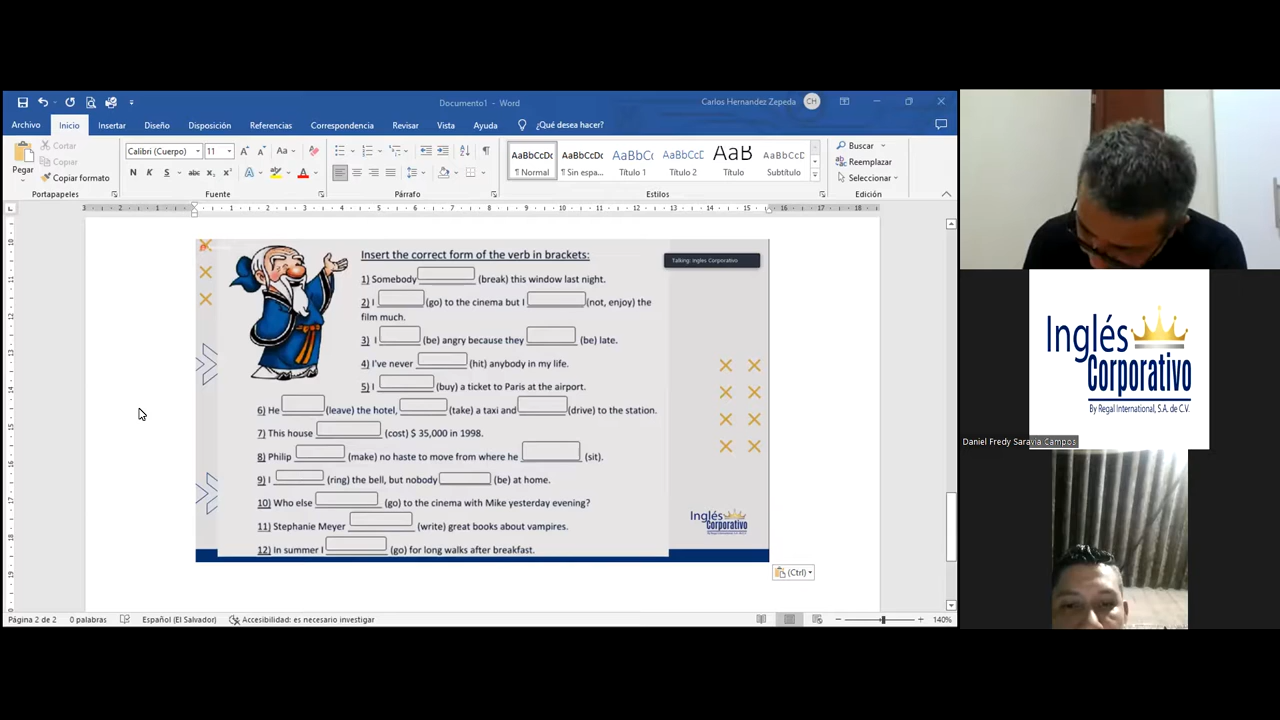 Documento1 - Word
Carlos Hernandez Zepeda CH
Archivo Inicio Insertar Diseño Disposición Referencias Correspondencia Revisar Vista Ayuda ¿Qué desea hacer?
Pegar
Cortar
Copiar
Copiar formato
Portapapeles
Calibri (Cuerpo) 11
Fuente
Párrafo
AaBbCcDc AaBbCcDc AaBbCc AaBbCcD AaB AaBbCcD
¶ Normal ¶ Sin espa... Título 1 Título 2 Título Subtítulo
Estilos
Buscar
Reemplazar
Seleccionar
Edición
Insert the correct form of the verb in brackets:
Talking: Ingles Corporativo
1) Somebody (break) this window last night.
2) I (go) to the cinema but I (not, enjoy) the
film much.
3) I (be) angry because they (be) late.
4) I've never (hit) anybody in my life.
5) I (buy) a ticket to Paris at the airport.
6) He (leave) the hotel, (take) a taxi and (drive) to the station.
7) This house (cost) $ 35,000 in 1998.
8) Philip (make) no haste to move from where he (sit).
9) I (ring) the bell, but nobody (be) at home.
10) Who else (go) to the cinema with Mike yesterday evening?
11) Stephanie Meyer (write) great books about vampires.
12) In summer I (go) for long walks after breakfast.
Inglés
Corporativo
(Ctrl)
Página 2 de 2 0 palabras Español (El Salvador) Accesibilidad: es necesario investigar 140%
Inglés
Corporativo
By Regal International, S.A. de C.V.
Daniel Fredy Saravia Campos